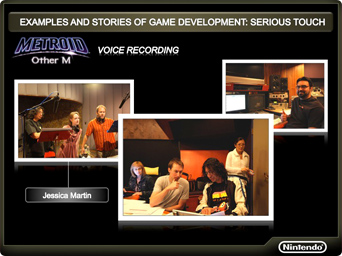 EXAMPLES AND STORIES OF GAME DEVELOPMENT: SERIOUS TOUCH
METROID
Other M
VOICE RECORDING
Jessica Martin
Nintendo